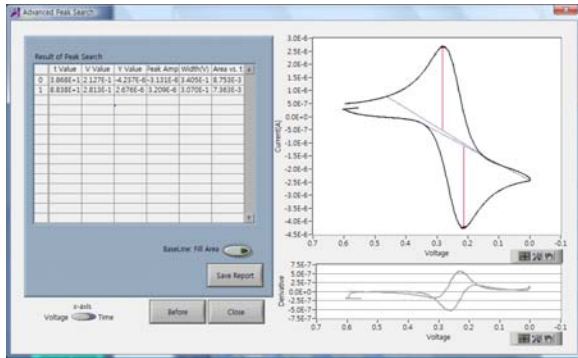 Advanced Peak Search
Result of Peak Search
t Value V Value Y Value Peak Amp Width(V) Area vs. t
0 3.868E+1 2.127E-1 -4.237E-6 -3.131E-6 3.405E-1 8.753E-3
1 8.838E+1 2.813E-1 2.676E-6 3.209E-6 3.070E-1 7.363E-3
BaseLine: Fill Area
Save Report
x-axis
Voltage Time
Before
Close
Current[A]
3.0E-6
2.5E-6
2.0E-6
1.5E-6
1.0E-6
5.0E-7
0.0E+0
-5.0E-7
-1.0E-6
-1.5E-6
-2.0E-6
-2.5E-6
-3.0E-6
-3.5E-6
-4.0E-6
-4.5E-6
0.7 0.6 0.5 0.4 0.3 0.2 0.1 0.0 -0.1
Voltage
Derivative
7.5E-7
5.0E-7
2.5E-7
0.0E+0
-2.5E-7
-5.0E-7
-7.5E-7
0.7 0.6 0.5 0.4 0.3 0.2 0.1 0.0 -0.1
Voltage